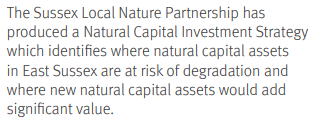 The Sussex Local Nature Partnership has
produced a Natural Capital Investment Strategy
which identifies where natural capital assets
in East Sussex are at risk of degradation and
where new natural capital assets would add
significant value.